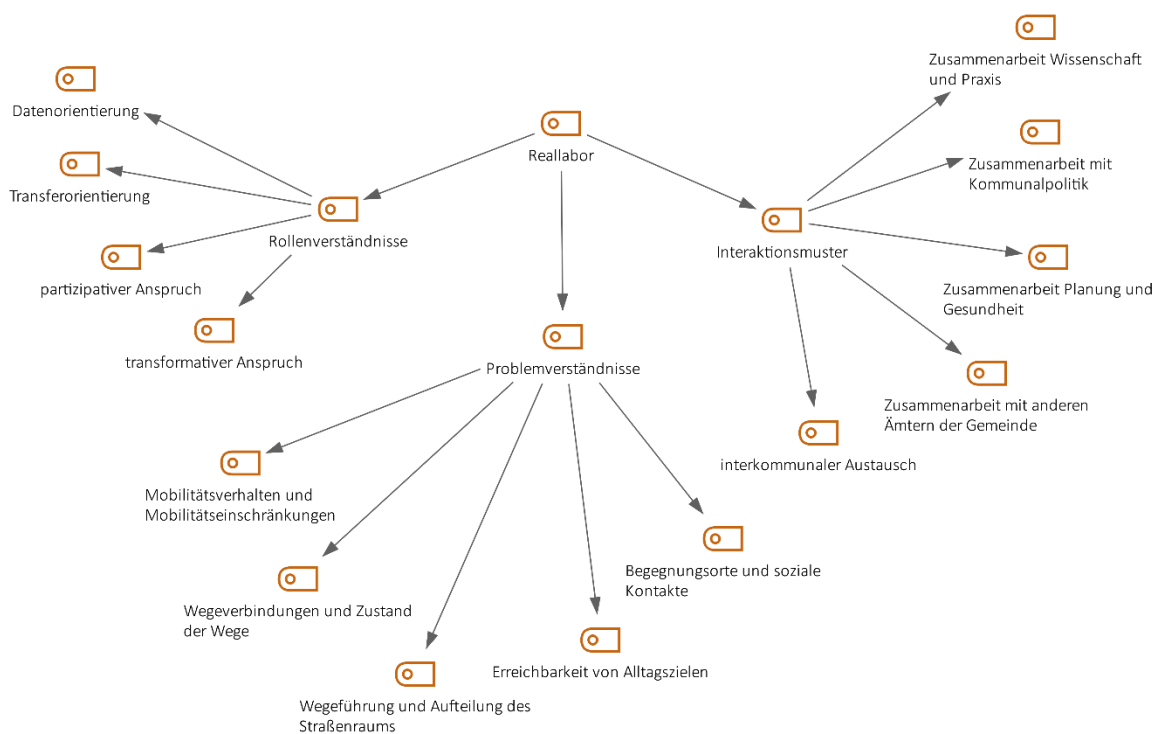 Reallabor
Rollenverständnisse
Datenorientierung
Transferorientierung
partizipativer Anspruch
transformativer Anspruch
Problemverständnisse
Mobilitätsverhalten und
Mobilitätseinschränkungen
Wegeverbindungen und Zustand
der Wege
Wegeführung und Aufteilung des
Straßenraums
Erreichbarkeit von Alltagszielen
Begegnungsorte und soziale
Kontakte
Interaktionsmuster
Zusammenarbeit Wissenschaft
und Praxis
Zusammenarbeit mit
Kommunalpolitik
Zusammenarbeit Planung und
Gesundheit
Zusammenarbeit mit anderen
Ämtern der Gemeinde
interkommunaler Austausch